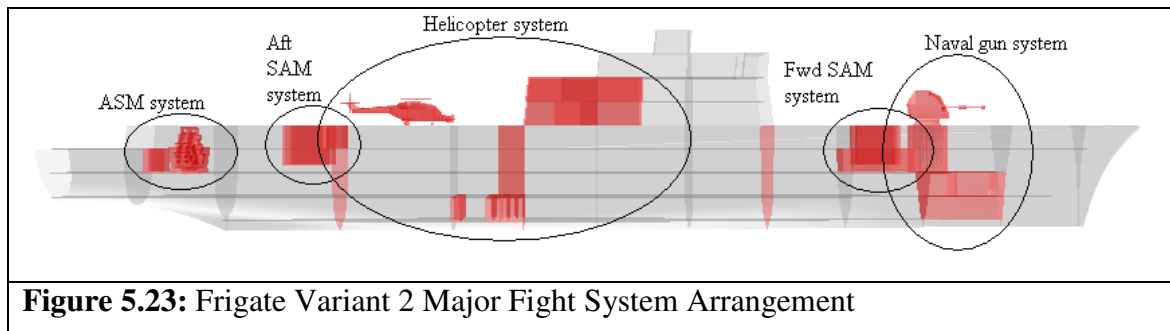 Helicopter system
Aft
SAM
system
Naval gun system
Fwd SAM
system
ASM system
Figure 5.23: Frigate Variant 2 Major Fight System Arrangement